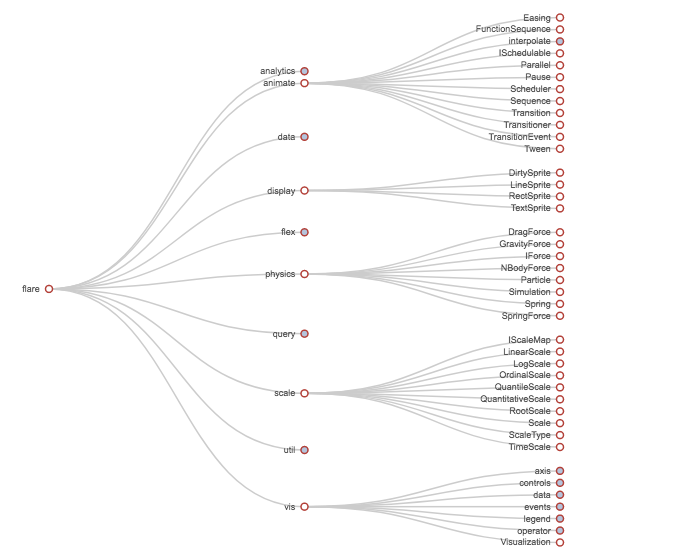 flare
analytics
animate
Easing
FunctionSequence
interpolate
ISchedulable
Parallel
Pause
Scheduler
Sequence
Transition
Transitioner
TransitionEvent
Tween
data
display
DirtySprite
LineSprite
RectSprite
TextSprite
flex
physics
DragForce
GravityForce
IForce
NBodyForce
Particle
Simulation
Spring
SpringForce
query
scale
IScaleMap
LinearScale
LogScale
OrdinalScale
QuantileScale
QuantitativeScale
RootScale
Scale
ScaleType
TimeScale
util
vis
axis
controls
data
events
legend
operator
Visualization